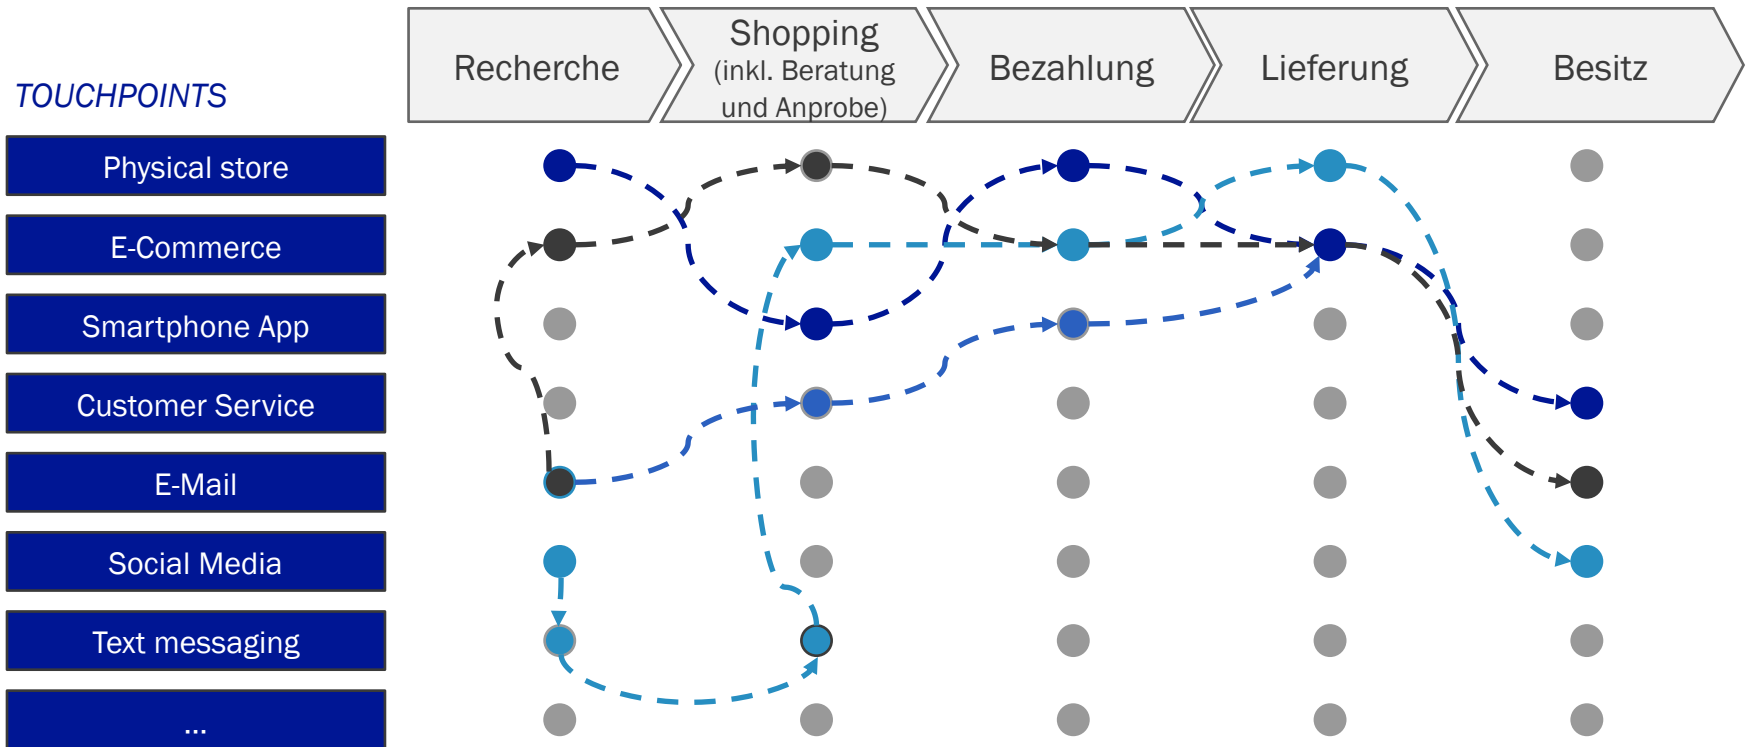 TOUCHPOINTS
Recherche
Shopping
(inkl. Beratung
und Anprobe)
Bezahlung
Lieferung
Besitz
Physical store
E-Commerce
Smartphone App
Customer Service
E-Mail
Social Media
Text messaging
...